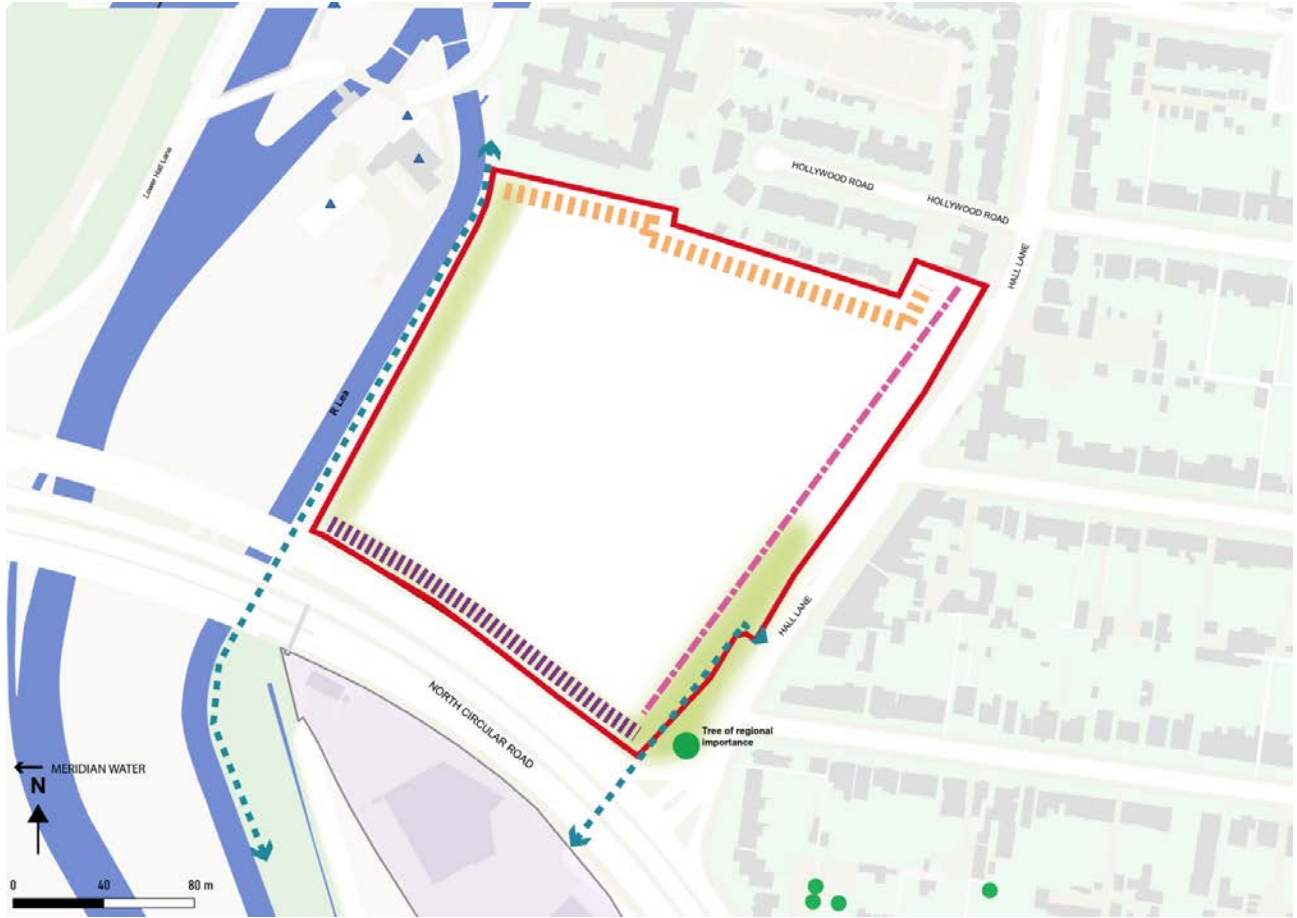 Lower Hall Lane
HOLLYWOOD ROAD
HOLLYWOOD ROAD
HALL LANE
R Lea
HALL LANE
NORTH CIRCULAR ROAD
Tree of regional
importance
MERIDIAN WATER
N
0 40 80 m